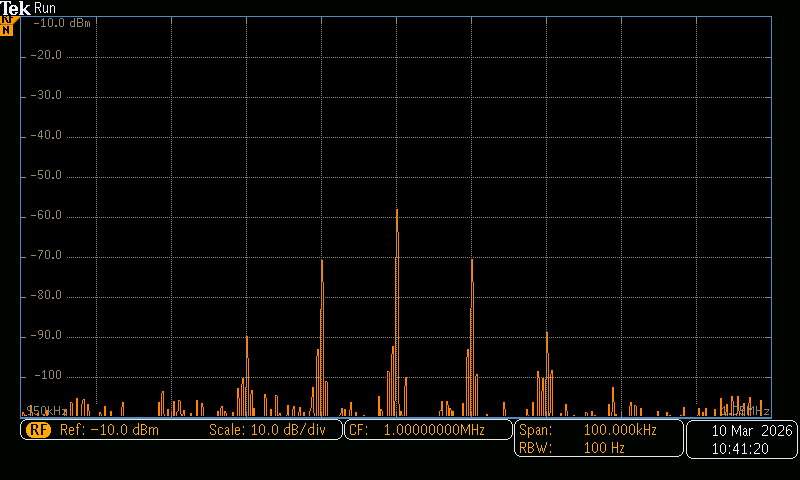 Tek Run
RF
N
-10.0 dBm
-20.0
-30.0
-40.0
-50.0
-60.0
-70.0
-80.0
-90.0
-100
950kHz
RF Ref: -10.0 dBm Scale: 10.0 dB/div
CF: 1.00000000MHz
Span: 100.000kHz
RBW: 100 Hz
10 Mar 2026
10:41:20